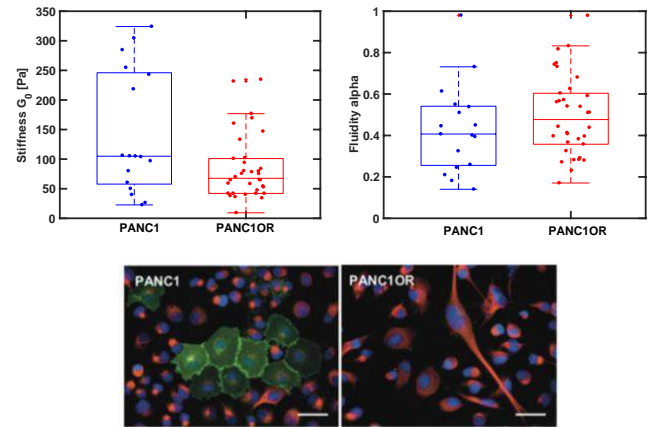 350
300
250
200
150
100
50
0
Stiffness G0 [Pa]
PANC1 PANC1OR
1
0.8
0.6
0.4
0.2
0
Fluidity alpha
PANC1 PANC1OR
PANC1 PANC1OR